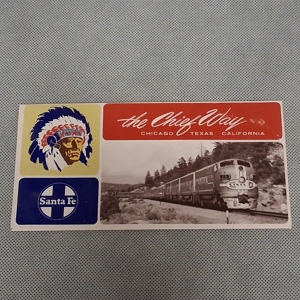 the Chief Way
CHICAGO TEXAS CALIFORNIA
Santa Fe